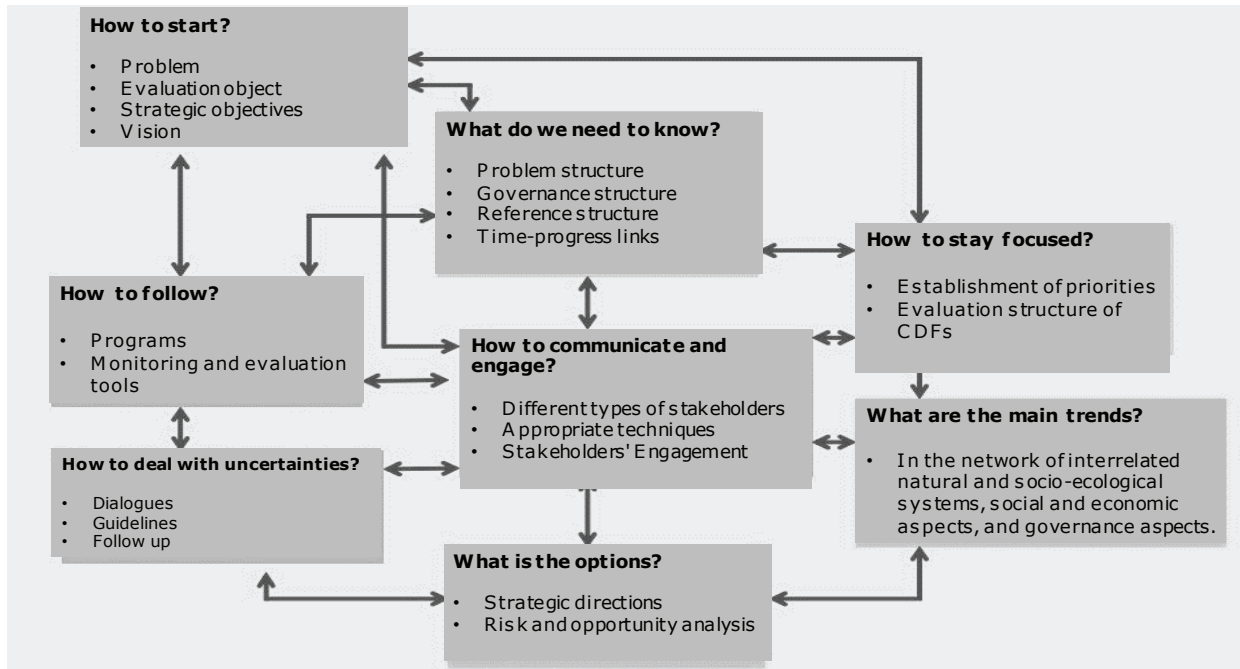 How to start?
• Problem
• Evaluation object
• Strategic objectives
• Vision
What do we need to know?
• Problem structure
• Governance structure
• Reference structure
• Time-progress links
How to stay focused?
• Establishment of priorities
• Evaluation structure of
CDFs
How to follow?
• Programs
• Monitoring and evaluation
tools
How to communicate and
engage?
• Different types of stakeholders
• Appropriate techniques
• Stakeholders' Engagement
What are the main trends?
• In the network of interrelated
natural and socio-ecological
systems, social and economic
aspects, and governance aspects.
How to deal with uncertainties?
• Dialogues
• Guidelines
• Follow up
What is the options?
• Strategic directions
• Risk and opportunity analysis